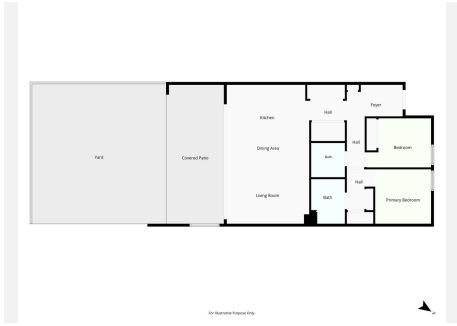 Foyer
Hall
Kitchen
Hall
Bedroom
Dining Area
Yard
Covered Patio
Bath
Hall
Living Room
Bath
Primary Bedroom
For Illustrative Purpose Only.